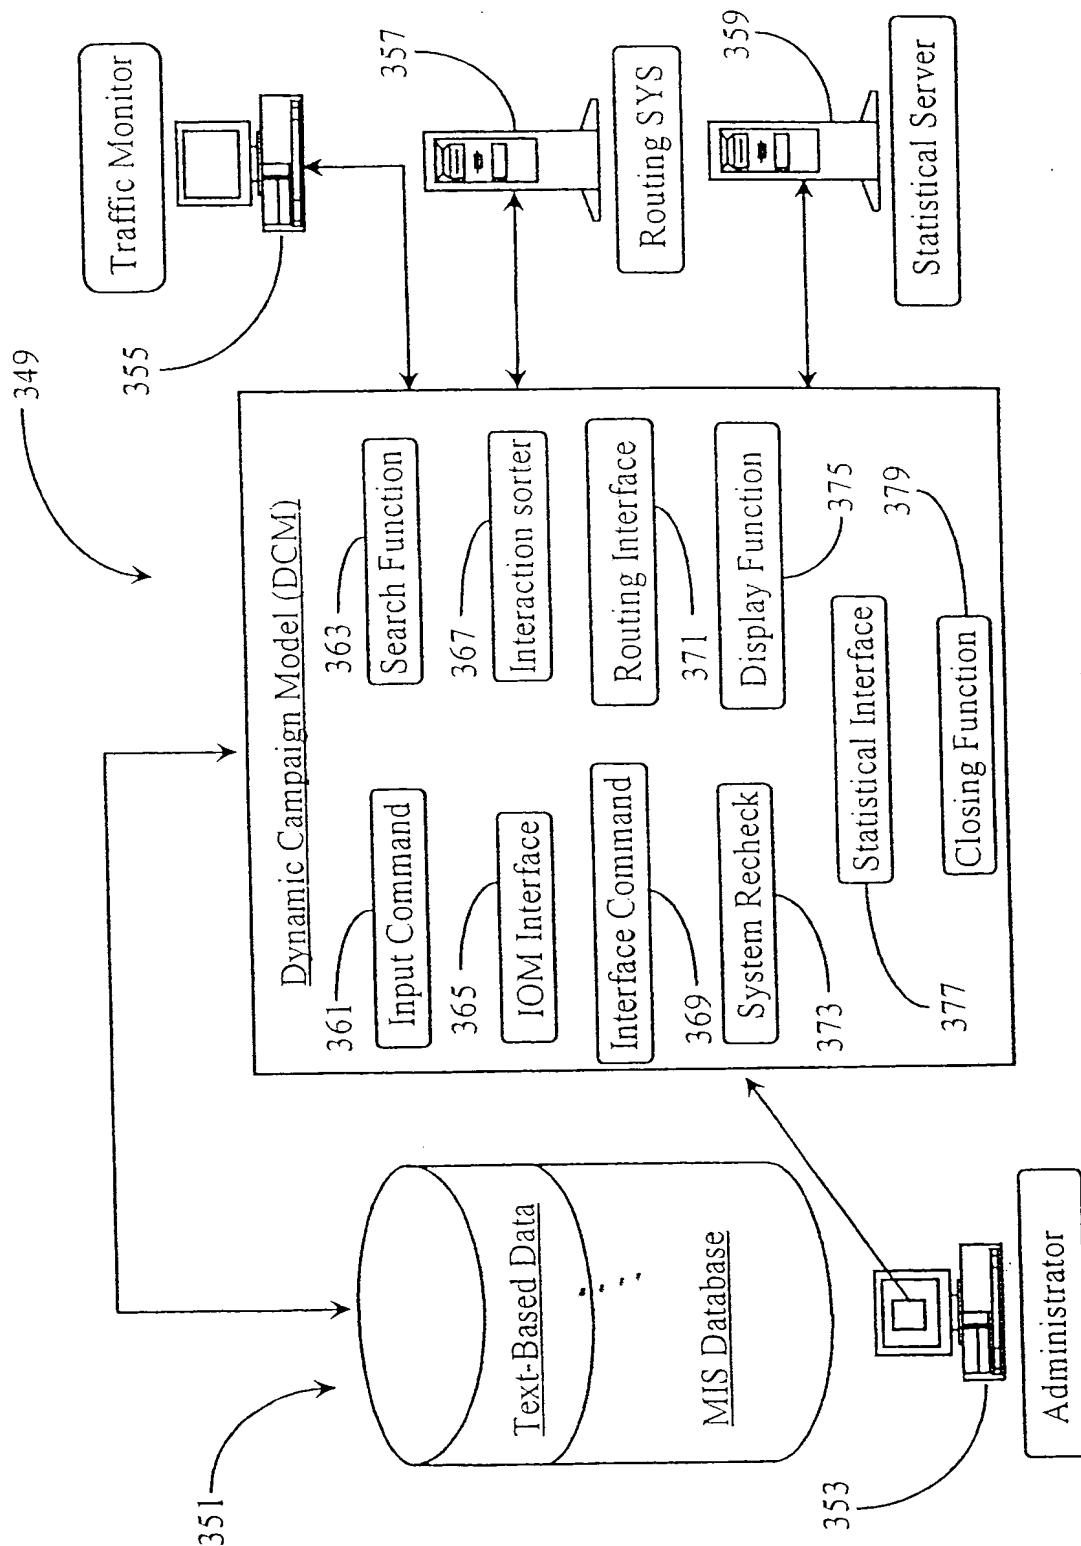 349
351
Text-Based Data
MIS Database
353
Administrator
Dynamic Campaign Model (DCM)
361
Input Command
363
Search Function
365
IOM Interface
367
Interaction sorter
Interface Command
369
Routing Interface
371
System Recheck
373
Display Function
375
Statistical Interface
377
Closing Function
379
Traffic Monitor
355
357
Routing SYS
359
Statistical Server